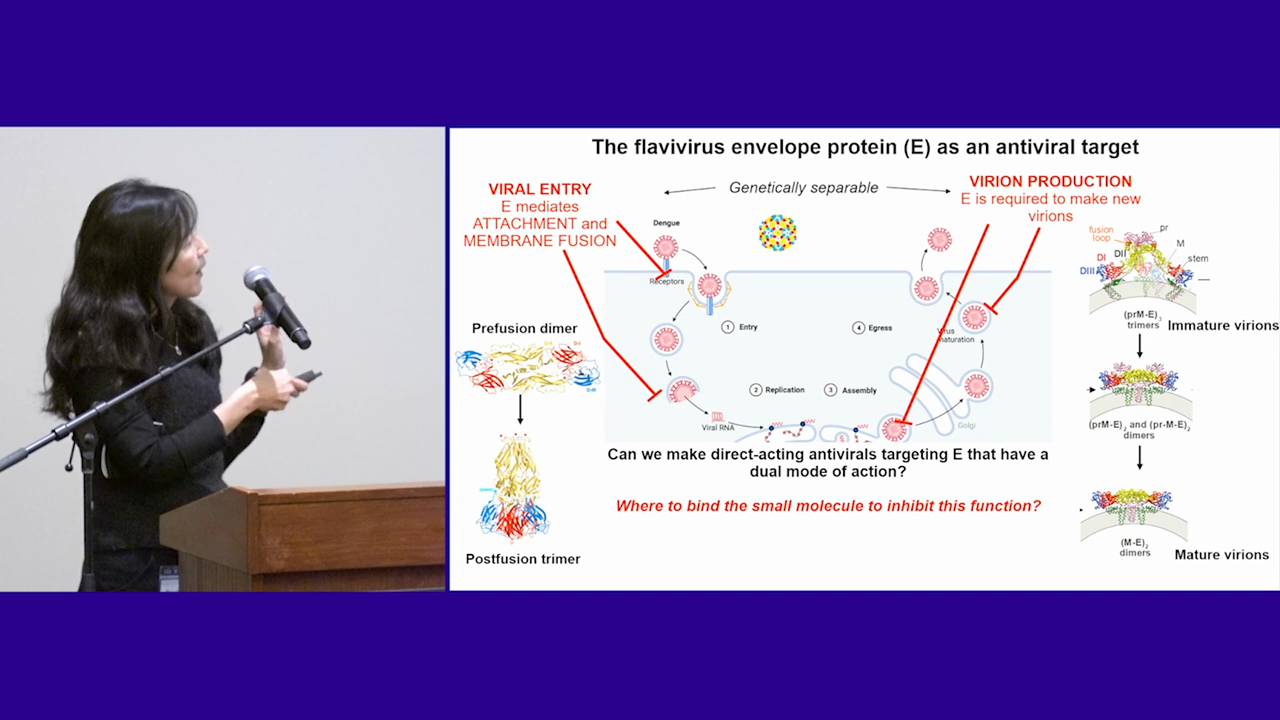 The flavivirus envelope protein (E) as an antiviral target
VIRAL ENTRY
E mediates
ATTACHMENT and
MEMBRANE FUSION
Genetically separable
VIRION PRODUCTION
E is required to make new
virions
Dengue
Receptors
1 Entry
4 Egress
Virus
maturation
2 Replication
3 Assembly
Viral RNA
Golgi
Prefusion dimer
Postfusion trimer
Can we make direct-acting antivirals targeting E that have a
dual mode of action?
Where to bind the small molecule to inhibit this function?
fusion
loop
pr
DI
DII
M
DIII
stem
(prM-E)3
trimers
Immature virions
(prM-E)2 and (pr-M-E)2
dimers
(M-E)2
dimers
Mature virions